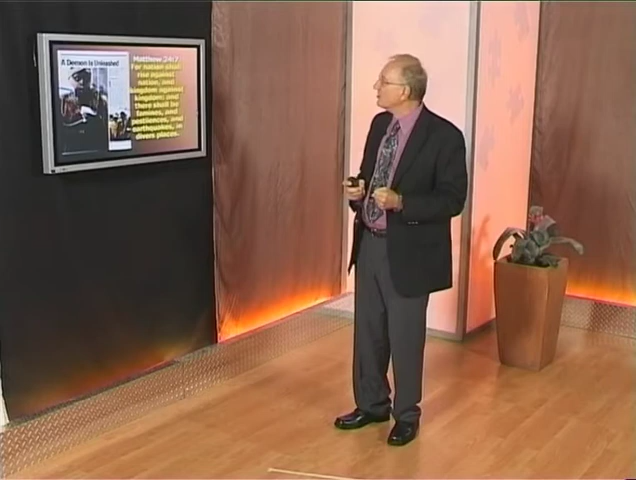 A Demon Is Unleashed
Matthew 24:7
For nation shall
rise against
nation, and
kingdom against
kingdom: and
there shall be
famines, and
pestilences, and
earthquakes, in
divers places.